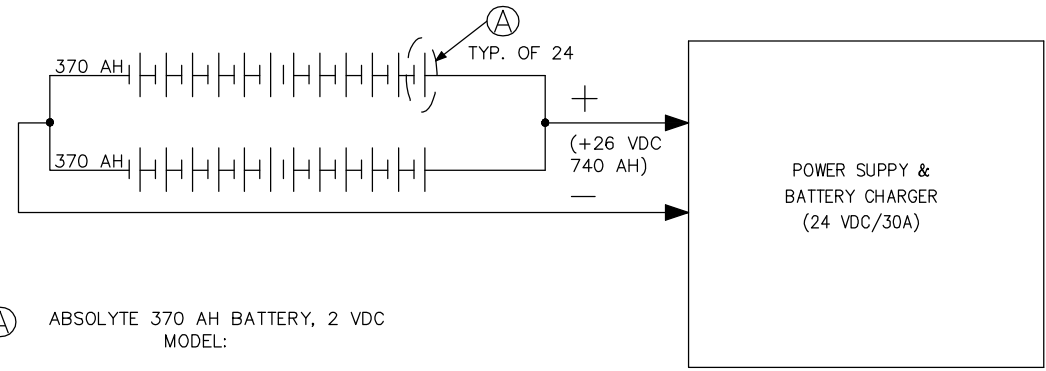 A
TYP. OF 24
370 AH
+
(+26 VDC
740 AH)
370 AH
—
POWER SUPPY &
BATTERY CHARGER
(24 VDC/30A)
A ABSOLYTE 370 AH BATTERY, 2 VDC
MODEL: